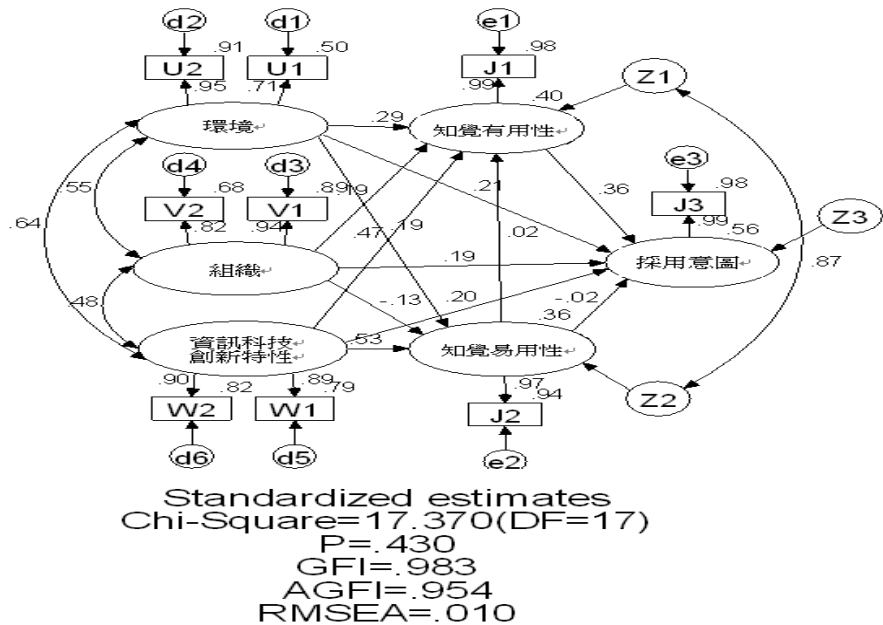 d2
d1
e1
.91
.50
.98
U2
U1
J1
Z1
.95
.71
.99
.40
環境
.29
知覺有用性
d4
d3
e3
.55
.68
.89
.19
.21
.98
V2
V1
.36
J3
Z3
.64
.82
.94
.47
.19
.02
.99
.56
組織
.19
採用意圖
.87
.48
-.13
.20
-.02
.36
資訊科技
創新特性
.53
知覺易用性
.90
.82
.89
.79
.97
.94
Z2
W2
W1
J2
d6
d5
e2
Standardized estimates
Chi-Square=17.370(DF=17)
P=.430
GFI=.983
AGFI=.954
RMSEA=.010